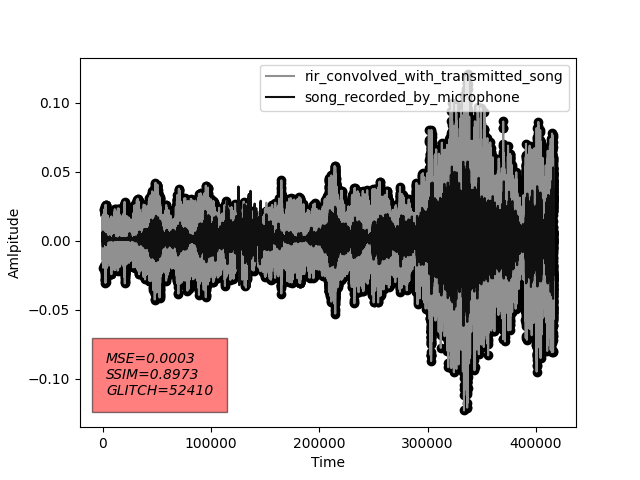 rir_convolved_with_transmitted_song
song_recorded_by_microphone
0.10
0.05
0.00
−0.05
−0.10
Amlpitude
MSE=0.0003
SSIM=0.8973
GLITCH=52410
0 100000 200000 300000 400000
Time